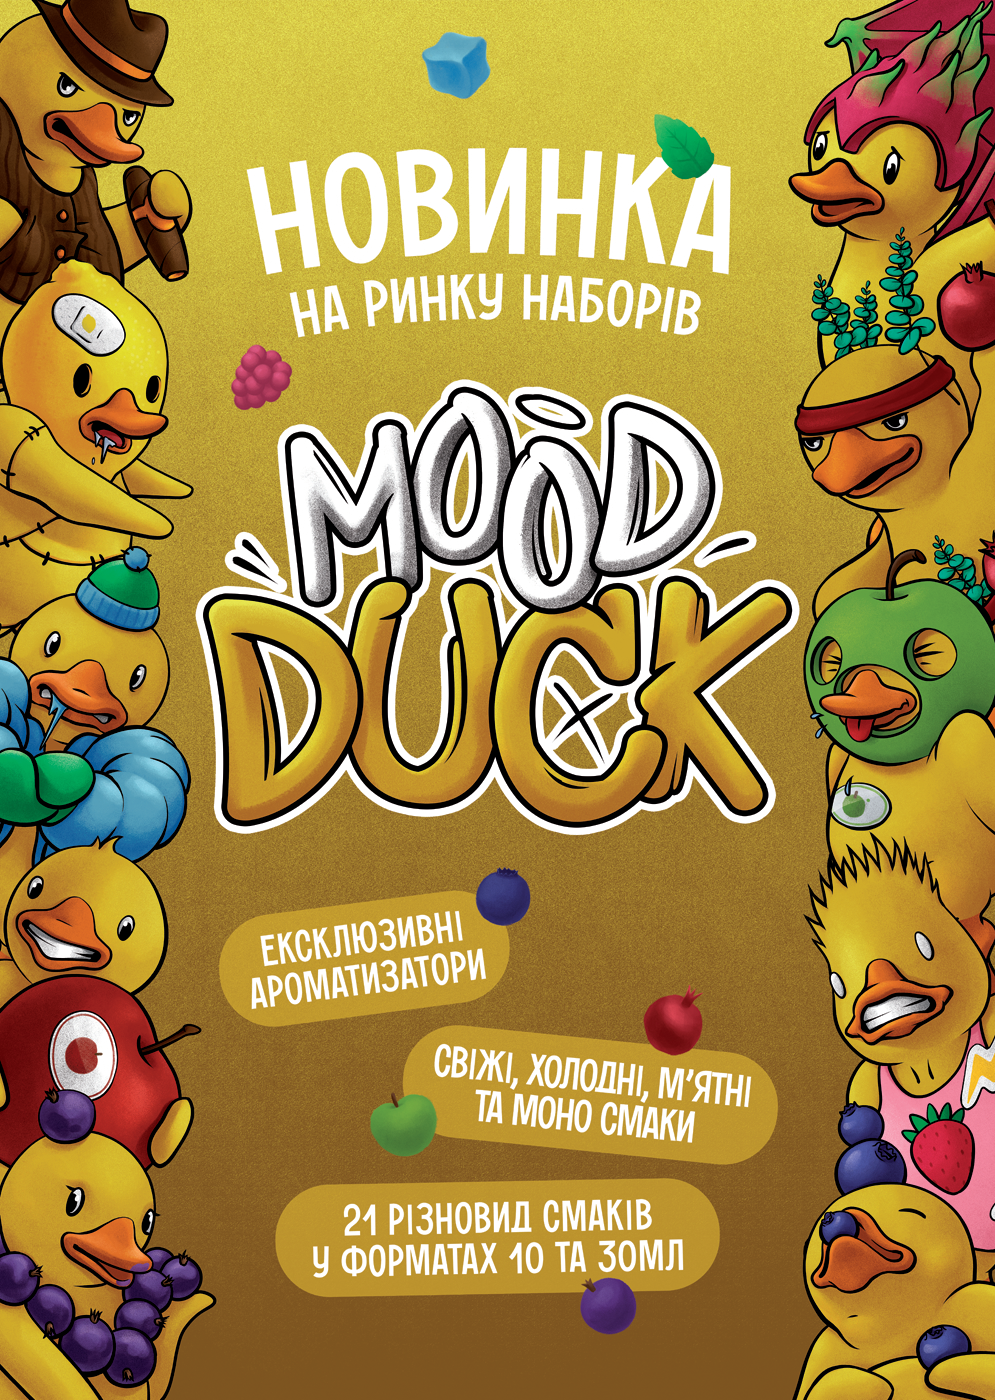 НОВИНКА
НА РИНКУ НАБОРІВ
MOOD
DUCK
ЕКСКЛЮЗИВНІ
АРОМАТИЗАТОРИ
СВІЖІ, ХОЛОДНІ, М'ЯТНІ
ТА МОНО СМАКИ
21 РІЗНОВИД СМАКІВ
У ФОРМАТАХ 10 ТА 30МЛ